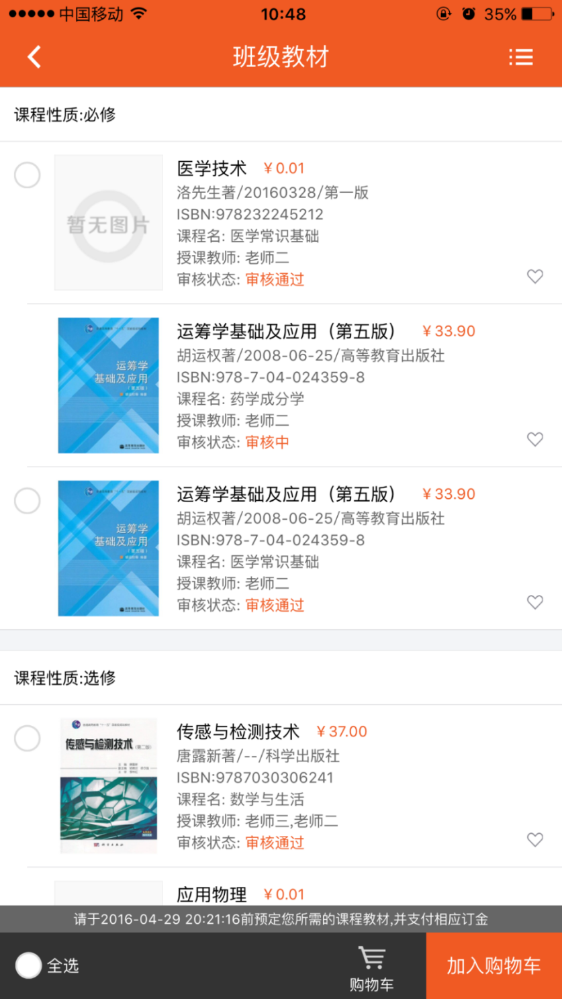 中国移动 10:48 35%
班级教材
课程性质:必修
暂无图片
医学技术 ￥0.01
洛先生著/20160328/第一版
ISBN:978232245212
课程名: 医学常识基础
授课教师: 老师二
审核状态: 审核通过
运筹学
基础及应用
（第五版）
运筹学基础及应用（第五版） ￥33.90
胡运权著/2008-06-25/高等教育出版社
ISBN:978-7-04-024359-8
课程名: 药学成分学
授课教师: 老师二
审核状态: 审核中
运筹学
基础及应用
（第五版）
运筹学基础及应用（第五版） ￥33.90
胡运权著/2008-06-25/高等教育出版社
ISBN:978-7-04-024359-8
课程名: 医学常识基础
授课教师: 老师二
审核状态: 审核通过
课程性质:选修
传感与检测技术（第二版）
传感与检测技术 ￥37.00
唐露新著/--/科学出版社
ISBN:9787030306241
课程名: 数学与生活
授课教师: 老师三,老师二
审核状态: 审核通过
应用物理 ￥0.01
请于2016-04-29 20:21:16前预定您所需的课程教材,并支付相应订金
全选
购物车
加入购物车